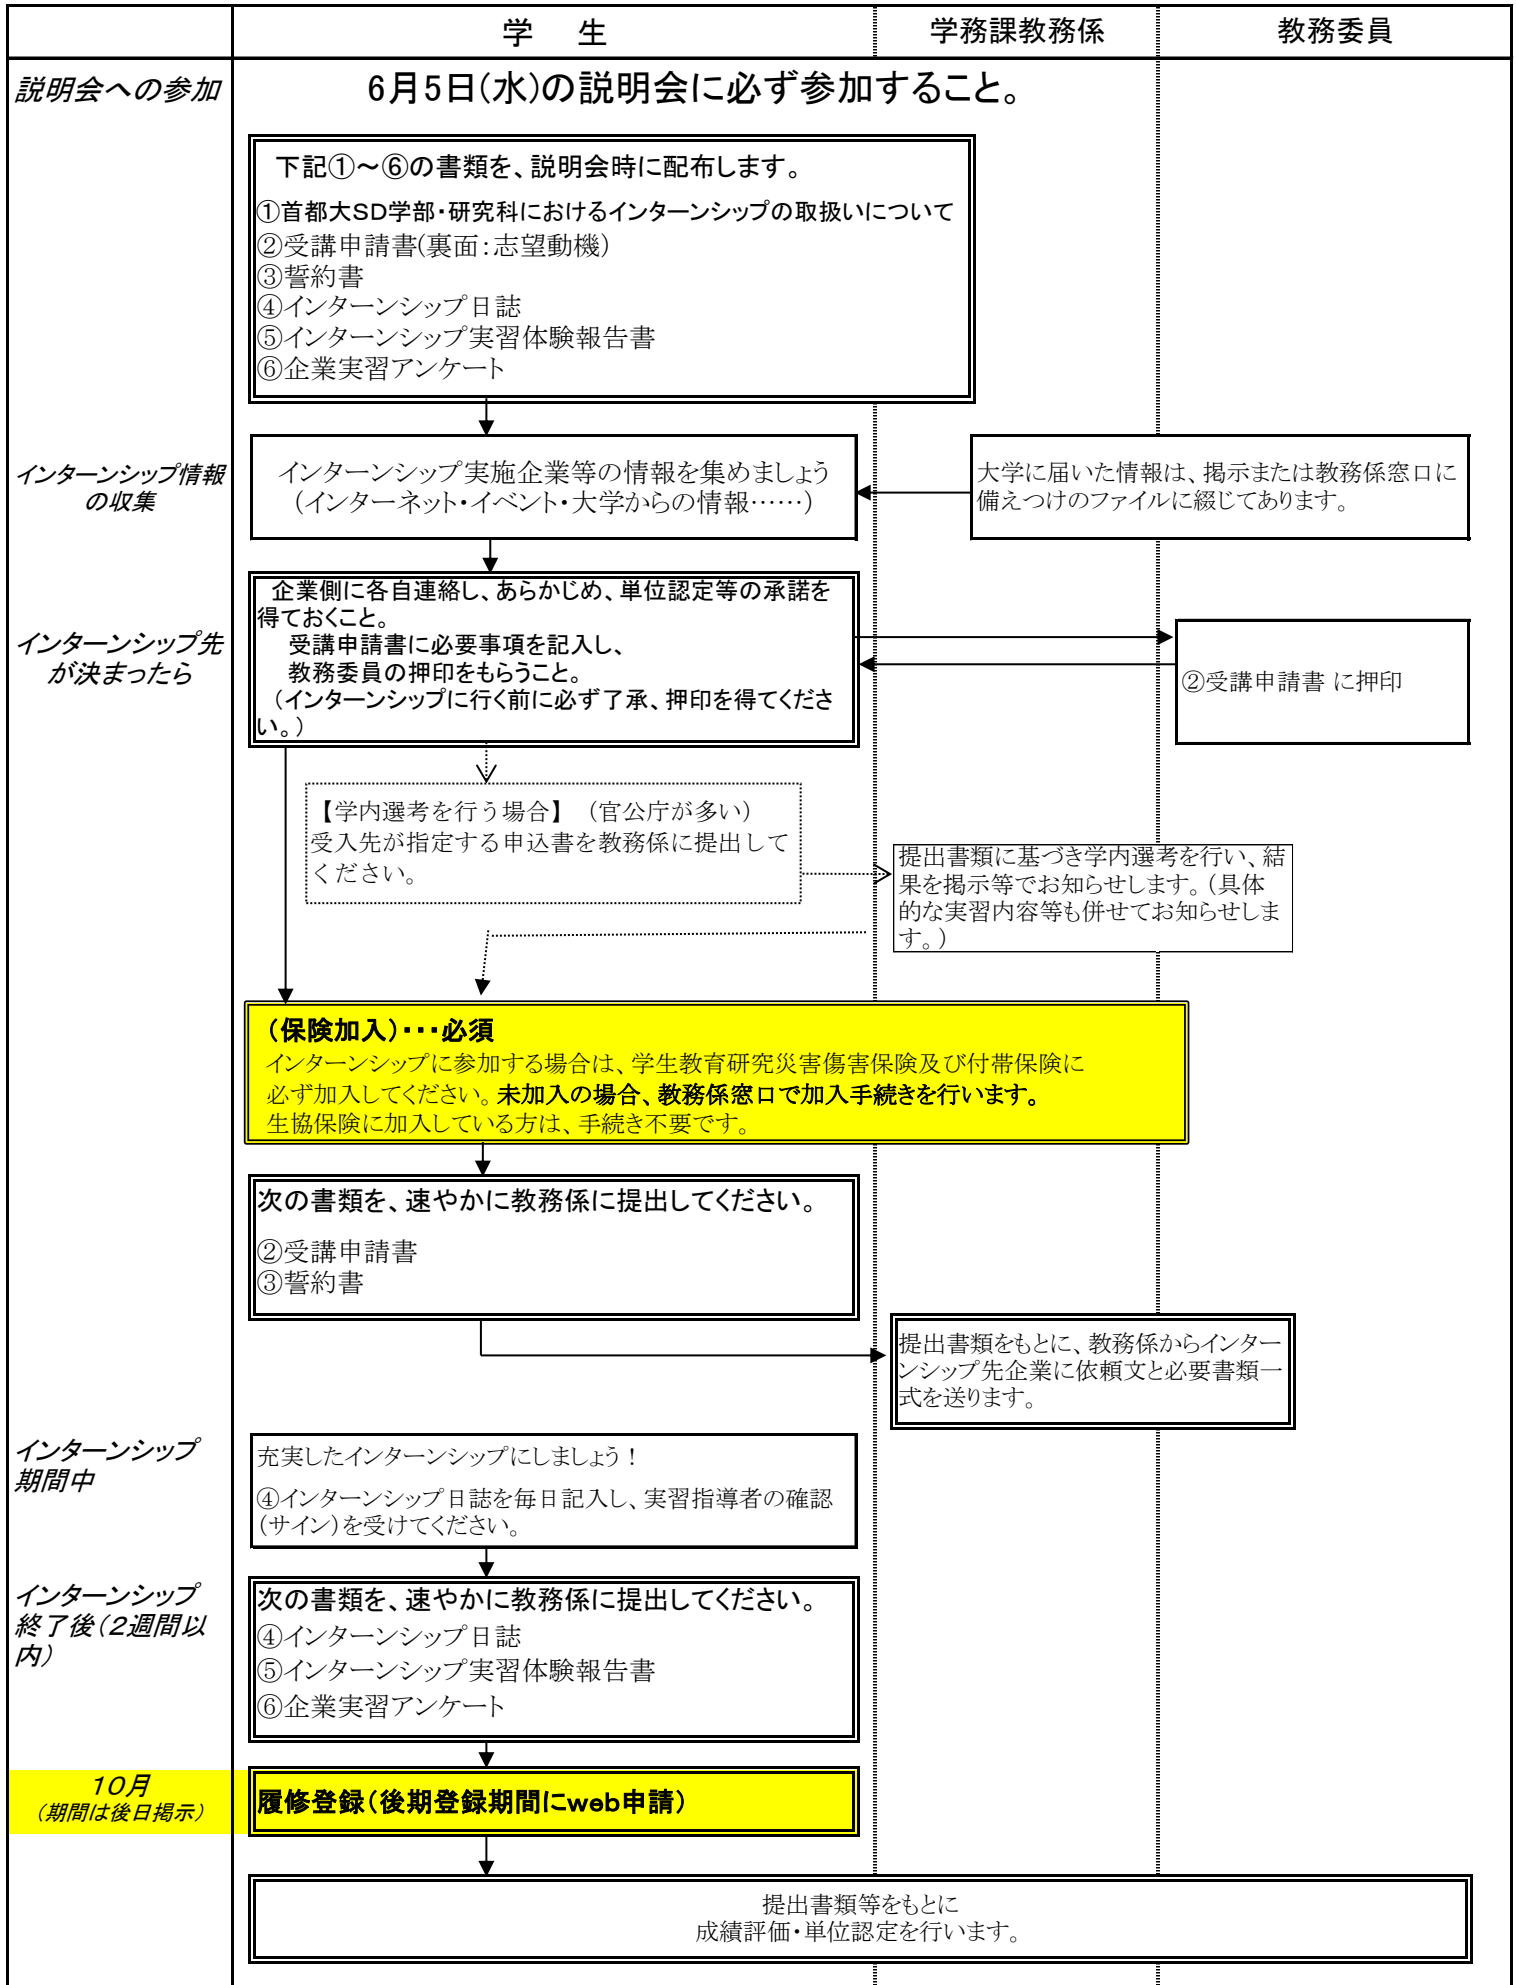 学　生
学務課教務係
教務委員
説明会への参加
6月5日(水)の説明会に必ず参加すること。
下記①～⑥の書類を、説明会時に配布します。
①首都大SD学部・研究科におけるインターンシップの取扱いについて
②受講申請書(裏面:志望動機)
③誓約書
④インターンシップ日誌
⑤インターンシップ実習体験報告書
⑥企業実習アンケート
インターンシップ情報
の収集
インターンシップ実施企業等の情報を集めましょう
(インターネット・イベント・大学からの情報……)
大学に届いた情報は、掲示または教務係窓口に
備えつけのファイルに綴じてあります。
インターンシップ先
が決まったら
企業側に各自連絡し、あらかじめ、単位認定等の承諾を
得ておくこと。
受講申請書に必要事項を記入し、
教務委員の押印をもらうこと。
(インターンシップに行く前に必ず了承、押印を得てくださ
い。)
②受講申請書 に押印
【学内選考を行う場合】 (官公庁が多い)
受入先が指定する申込書を教務係に提出して
ください。
提出書類に基づき学内選考を行い、結
果を掲示等でお知らせします。(具体
的な実習内容等も併せてお知らせしま
す。)
(保険加入)・・・必須
インターンシップに参加する場合は、学生教育研究災害傷害保険及び付帯保険に
必ず加入してください。未加入の場合、教務係窓口で加入手続きを行います。
生協保険に加入している方は、手続き不要です。
次の書類を、速やかに教務係に提出してください。
②受講申請書
③誓約書
提出書類をもとに、教務係からインター
ンシップ先企業に依頼文と必要書類一
式を送ります。
インターンシップ
期間中
充実したインターンシップにしましょう！
④インターンシップ日誌を毎日記入し、実習指導者の確認
(サイン)を受けてください。
インターンシップ
終了後(2週間以
内)
次の書類を、速やかに教務係に提出してください。
④インターンシップ日誌
⑤インターンシップ実習体験報告書
⑥企業実習アンケート
10月
(期間は後日掲示)
履修登録(後期登録期間にweb申請)
提出書類等をもとに
成績評価・単位認定を行います。